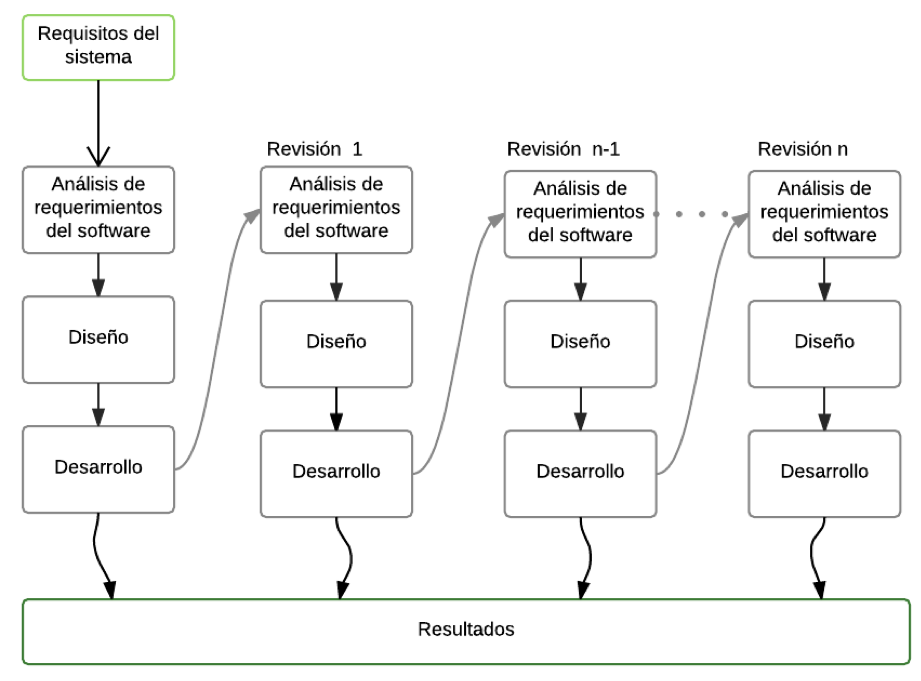 Requisitos del
sistema
Revisión 1
Revisión n-1
Revisión n
Análisis de
requerimientos
del software
Análisis de
requerimientos
del software
Análisis de
requerimientos
del software
Análisis de
requerimientos
del software
Diseño
Diseño
Diseño
Diseño
Desarrollo
Desarrollo
Desarrollo
Desarrollo
Resultados